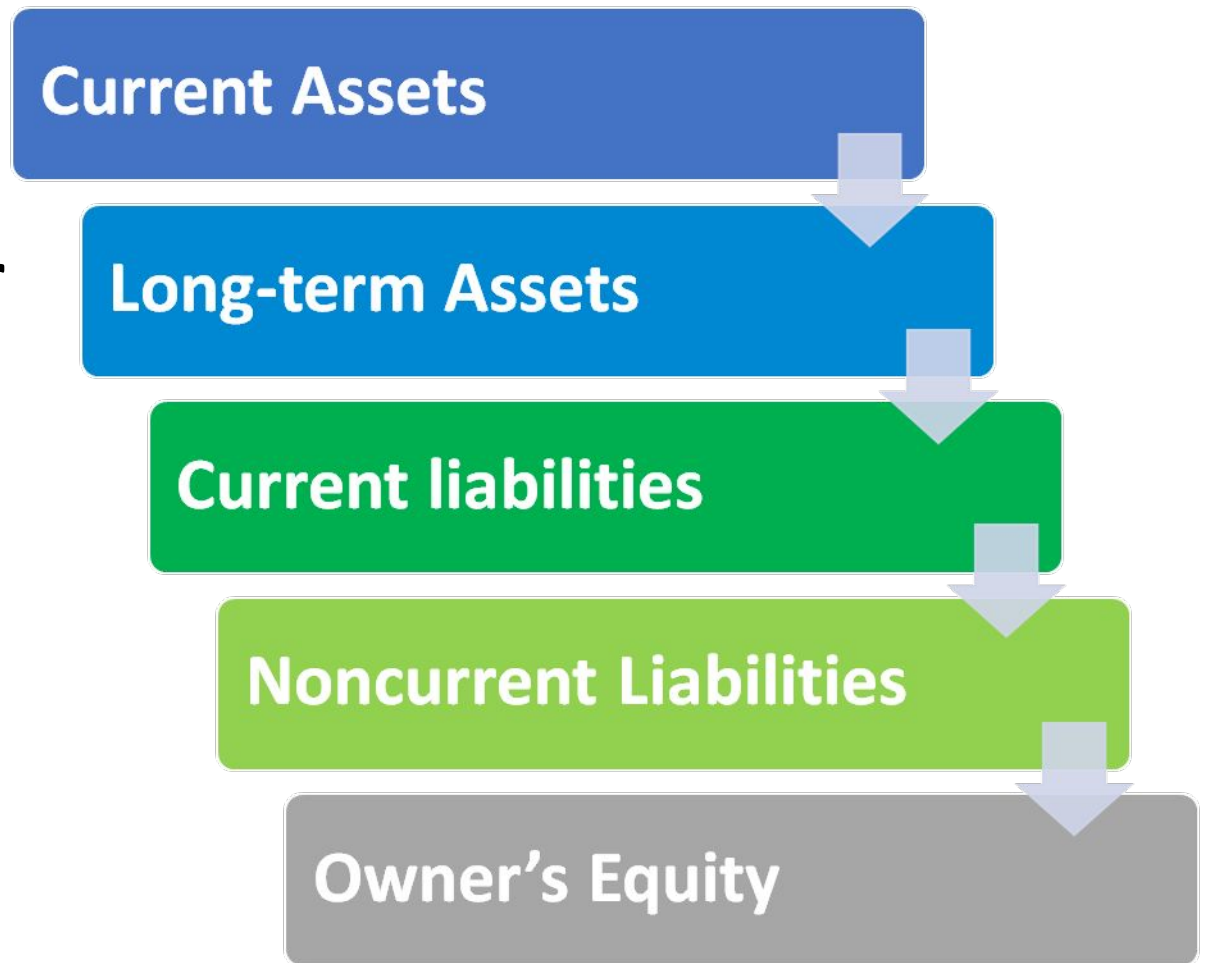 Current Assets
Long-term Assets
Current liabilities
Noncurrent Liabilities
Owner’s Equity